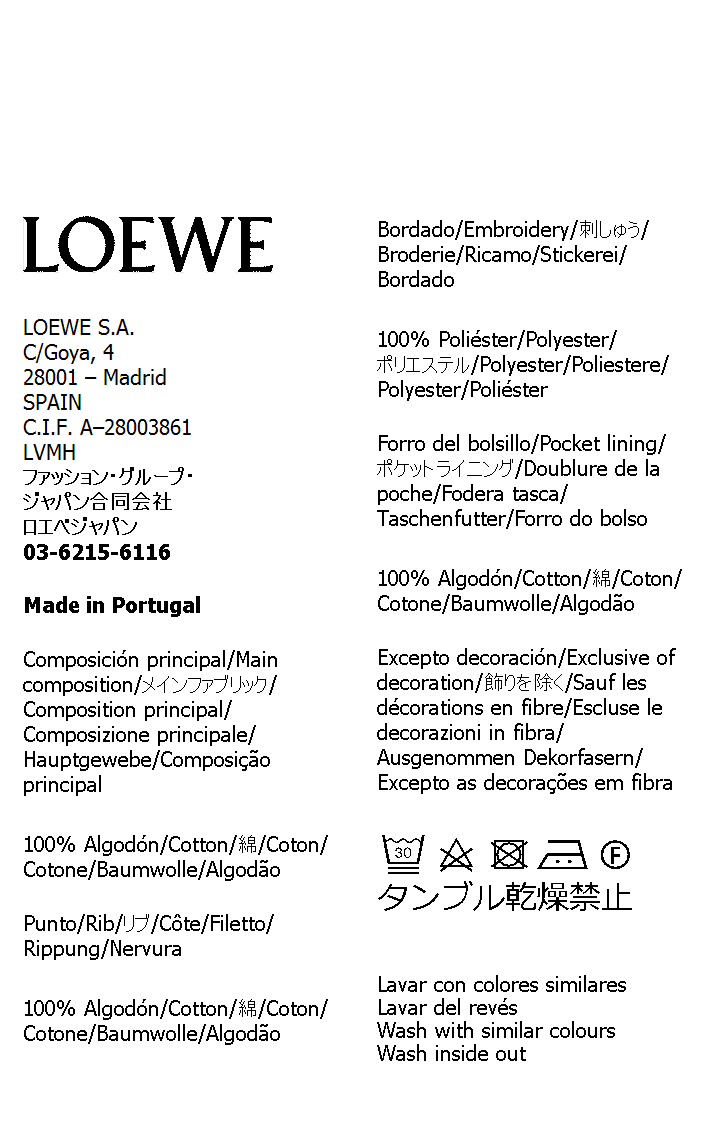 LOEWE
LOEWE S.A.
C/Goya, 4
28001 – Madrid
SPAIN
C.I.F. A–28003861
LVMH
ファッション・グループ・
ジャパン合同会社
ロエベジャパン
03-6215-6116
Made in Portugal
Composición principal/Main
composition/メインファブリック/
Composition principal/
Composizione principale/
Hauptgewebe/Composição
principal
100% Algodón/Cotton/綿/Coton/
Cotone/Baumwolle/Algodão
Punto/Rib/リブ/Côte/Filetto/
Rippung/Nervura
100% Algodón/Cotton/綿/Coton/
Cotone/Baumwolle/Algodão
Bordado/Embroidery/刺しゅう/
Broderie/Ricamo/Stickerei/
Bordado
100% Poliéster/Polyester/
ポリエステル/Polyester/Poliestere/
Polyester/Poliéster
Forro del bolsillo/Pocket lining/
ポケットライニング/Doublure de la
poche/Fodera tasca/
Taschenfutter/Forro do bolso
100% Algodón/Cotton/綿/Coton/
Cotone/Baumwolle/Algodão
Excepto decoración/Exclusive of
decoration/飾りを除く/Sauf les
décorations en fibre/Escluse le
decorazioni in fibra/
Ausgenommen Dekorfasern/
Excepto as decorações em fibra
30 F
タンブル乾燥禁止
Lavar con colores similares
Lavar del revés
Wash with similar colours
Wash inside out